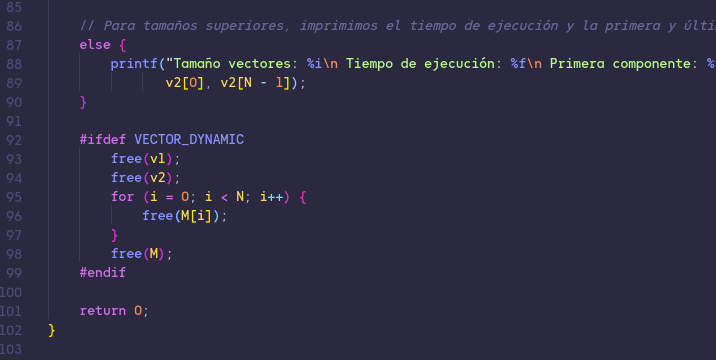 85
86 // Para tamaños superiores, imprimimos el tiempo de ejecución y la primera y
87 else {
88 printf("Tamaño vectores: %i\n Tiempo de ejecución: %f\n Primera componente:
89 v2[0], v2[N - 1]);
90 }
91
92 #ifdef VECTOR_DYNAMIC
93 free(v1);
94 free(v2);
95 for (i = 0; i < N; i++) {
96 free(M[i]);
97 }
98 free(M);
99 #endif
100
101 return 0;
102 }
103